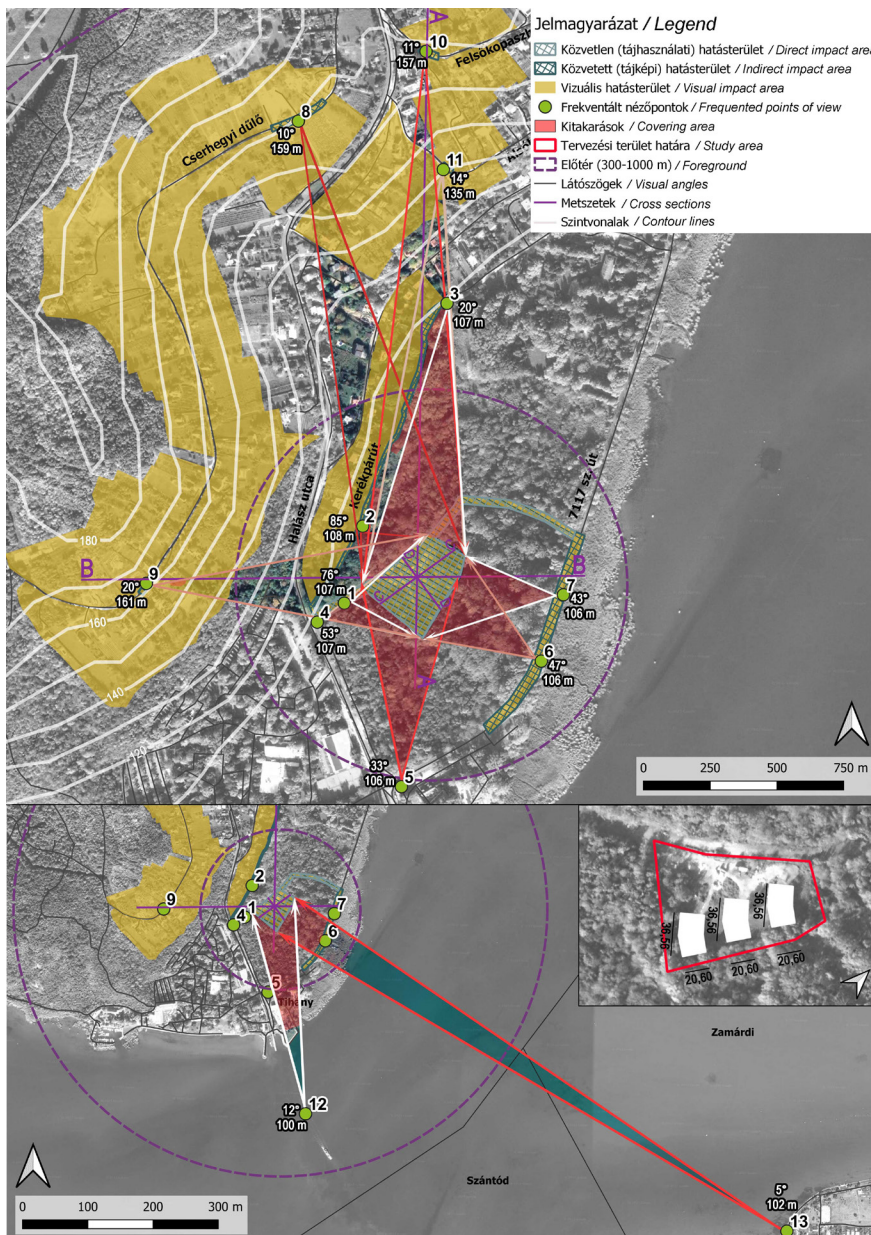 Jelmagyarázat / Legend
Közvetlen (tájhasználati) hatásterület / Direct impact area
Közvetett (tájképi) hatásterület / Indirect impact area
Vizuális hatásterület / Visual impact area
Frekventált nézőpontok / Frequented points of view
Kitakarások / Covering area
Tervezési terület határa / Study area
Előtér (300-1000 m) / Foreground
Látószögek / Visual angles
Metszetek / Cross sections
Szintvonalak / Contour lines
A
10
11°
157 m
Felsőkopaszh
8
10°
159 m
Cserhegyi dűlő
11
14°
135 m
3
20°
107 m
Kerékpárút
Halász utca
7117 sz. út
2
85°
108 m
180
B
B
9
20°
161 m
76°
107 m
1
4
53°
107 m
7
43°
106 m
160
6
47°
106 m
A
140
120
33°
106 m
5
0 250 500 750 m
9
2
1
4
7
6
5
Tihany
12
12°
100 m
36,56
36,56
36,56
20,60
20,60
20,60
Zamárdi
Szántód
5°
102 m
13
0 100 200 300 m